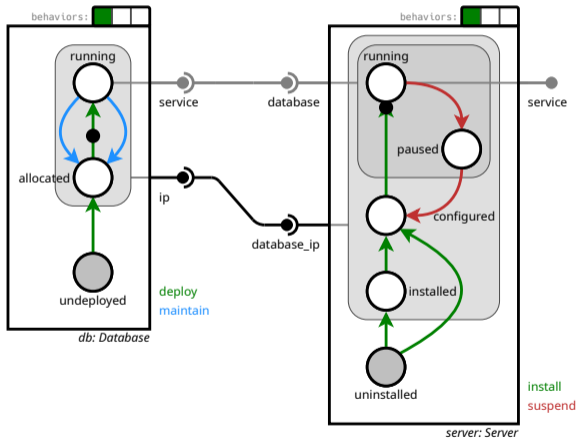 behaviors:
behaviors:
running
running
service
database
service
paused
allocated
ip
configured
database_ip
undeployed
deploy
installed
maintain
db: Database
uninstalled
install
suspend
server: Server